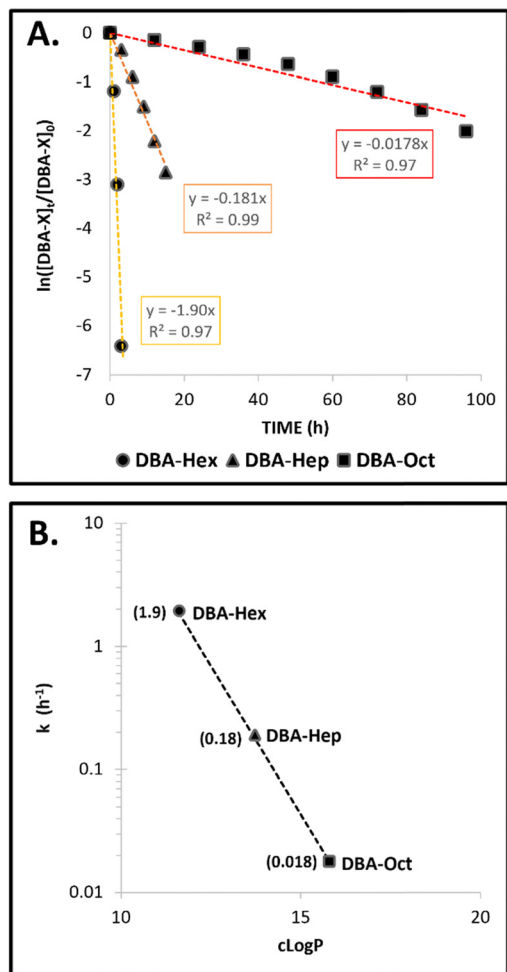 A.
0
-1
-2
-3
-4
-5
-6
-7
ln([DBA-X]t/[DBA-X]0)
y = -0.0178x
R² = 0.97
y = -0.181x
R² = 0.99
y = -1.90x
R² = 0.97
0 20 40 60 80 100
TIME (h)
DBA-Hex DBA-Hep DBA-Oct
B.
10
1
0.1
0.01
k (h⁻¹)
(1.9) DBA-Hex
(0.18) DBA-Hep
(0.018) DBA-Oct
10 15 20
cLogP